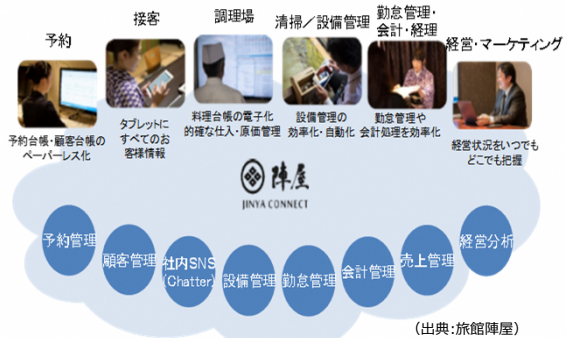 予約
接客
調理場
清掃／設備管理
勤怠管理・
会計・経理
経営・マーケティング
予約台帳・顧客台帳の
ペーパーレス化
タブレットに
すべてのお
客様情報
料理台帳の電子化
的確な仕入・原価管理
設備管理の
効率化・自動化
勤怠管理や
会計処理を効率化
経営状況をいつでも
どこでも把握
陣屋
JINYA CONNECT
予約管理
顧客管理
社内SNS
(Chatter)
設備管理
勤怠管理
会計管理
売上管理
経営分析
（出典：旅館陣屋）